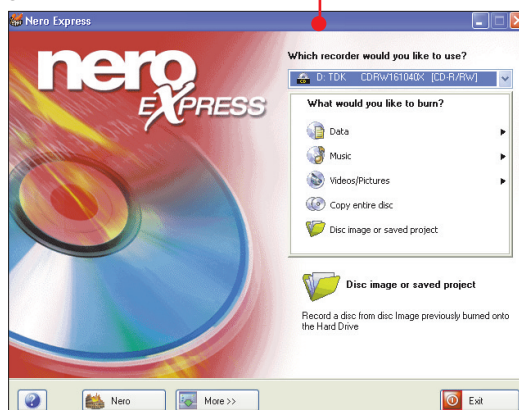 Nero Express
Which recorder would you like to use?
D: TDK CDRW161040X [CD-R/RW]
What would you like to burn?
Data
Music
Videos/Pictures
Copy entire disc
Disc image or saved project
nero
EXPRESS
Disc image or saved project
Record a disc from disc Image previously burned onto
the Hard Drive
? Nero More >> Exit